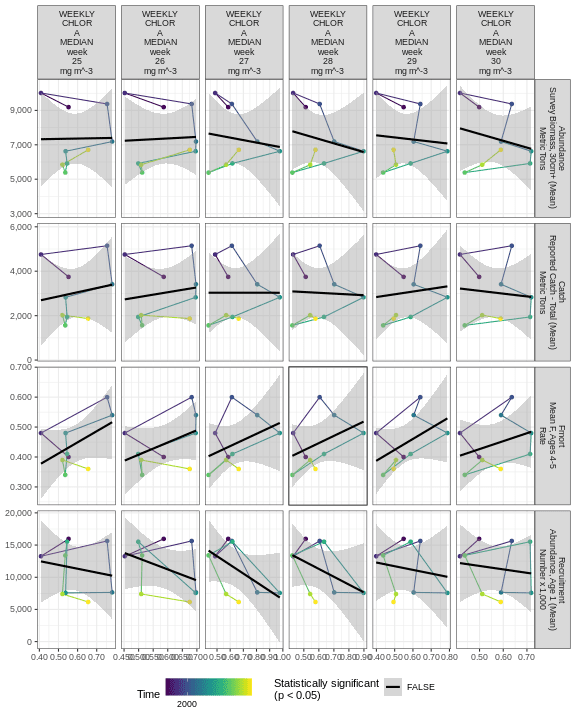 WEEKLY
CHLOR
A
MEDIAN
week
25
mg m^-3
WEEKLY
CHLOR
A
MEDIAN
week
26
mg m^-3
WEEKLY
CHLOR
A
MEDIAN
week
27
mg m^-3
WEEKLY
CHLOR
A
MEDIAN
week
28
mg m^-3
WEEKLY
CHLOR
A
MEDIAN
week
29
mg m^-3
WEEKLY
CHLOR
A
MEDIAN
week
30
mg m^-3
9,000
7,000
5,000
3,000
Abundance
Survey Biomass, 30cm+ (Mean)
Metric Tons
6,000
4,000
2,000
0
Catch
Reported Catch - Total (Mean)
Metric Tons
0.700
0.600
0.500
0.400
0.300
Fmort
Mean F, Ages 4-5
Rate
20,000
15,000
10,000
5,000
0
Recruitment
Abundance, Age 1 (Mean)
Number x 1,000
0.40 0.50 0.60 0.70
0.50 0.60 0.70
Time
2000
Statistically significant
(p < 0.05)
FALSE